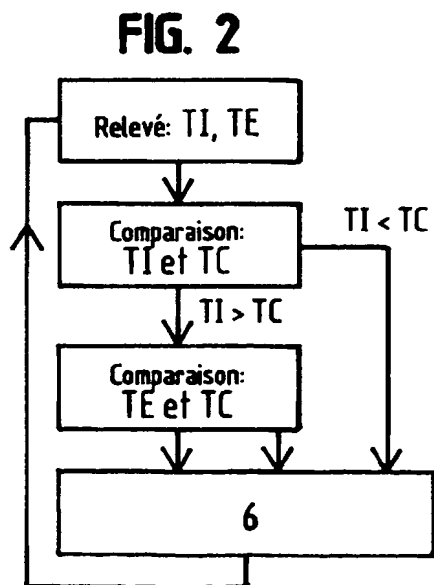 FIG. 2
Relevé: TI, TE
Comparaison:
TI et TC
TI < TC
TI > TC
Comparaison:
TE et TC
6